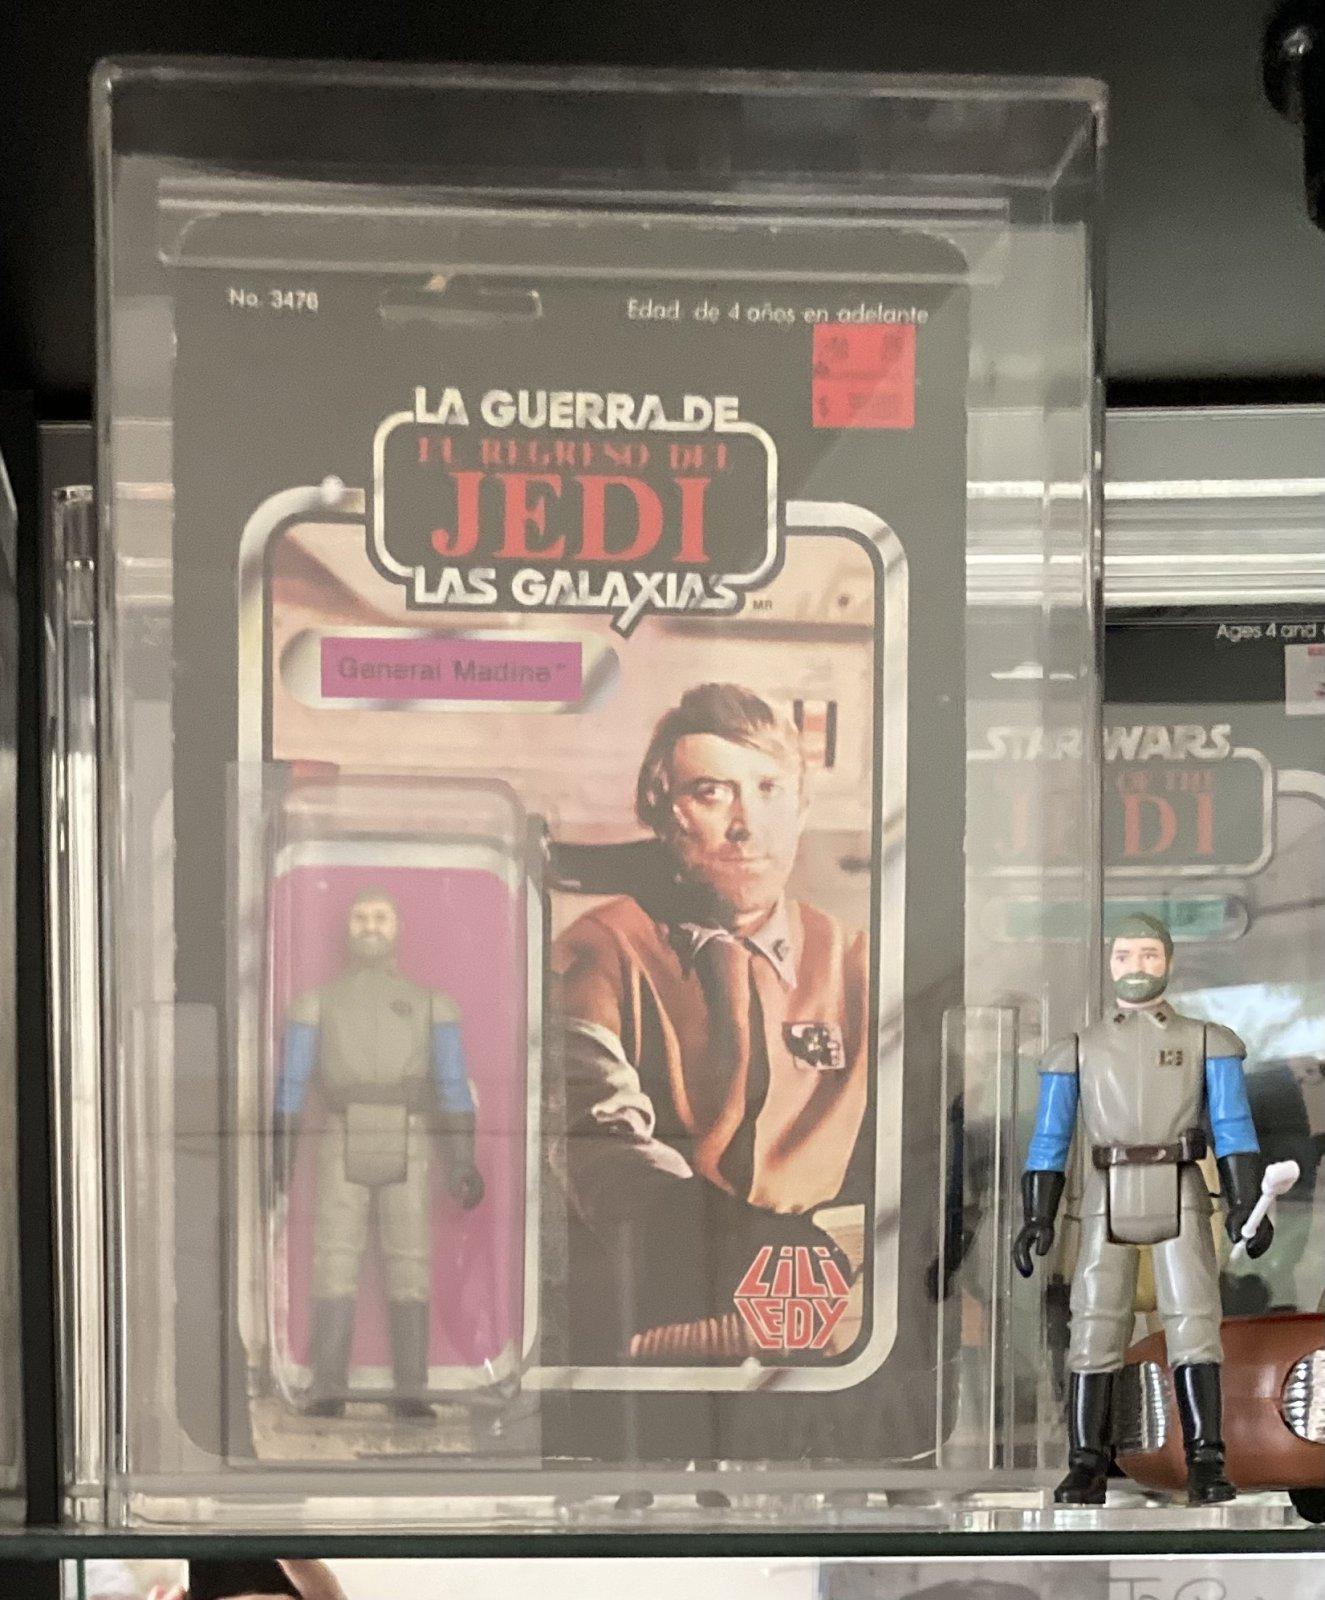 No. 3476
Edad de 4 años en adelante
LA GUERRA DE
EL REGRESO DEL
JEDI
LAS GALAXIAS
MR
General Madine
LiLi
LEDY
Ages 4 and
STAR WARS
OF THE
JEDI